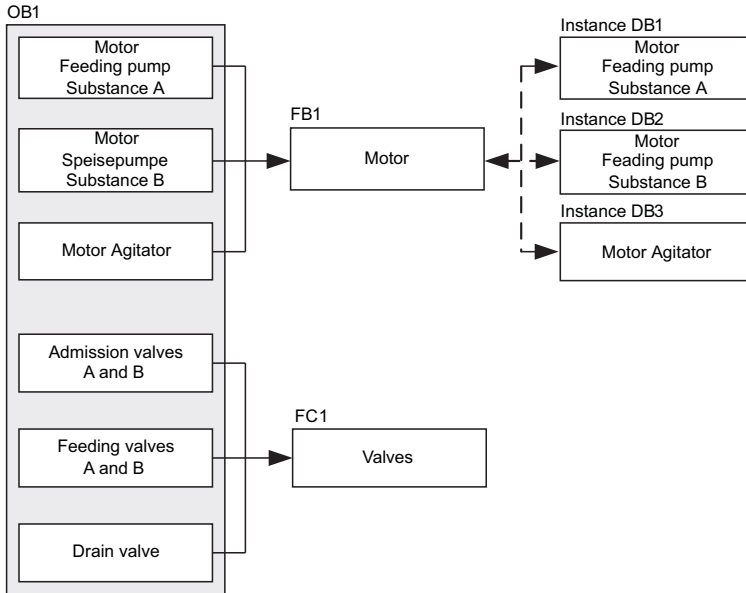 OB1
Motor
Feeding pump
Substance A
Motor
Speisepumpe
Substance B
Motor Agitator
Admission valves
A and B
Feeding valves
A and B
Drain valve
FB1
Motor
FC1
Valves
Instance DB1
Motor
Feading pump
Substance A
Instance DB2
Motor
Feading pump
Substance B
Instance DB3
Motor Agitator